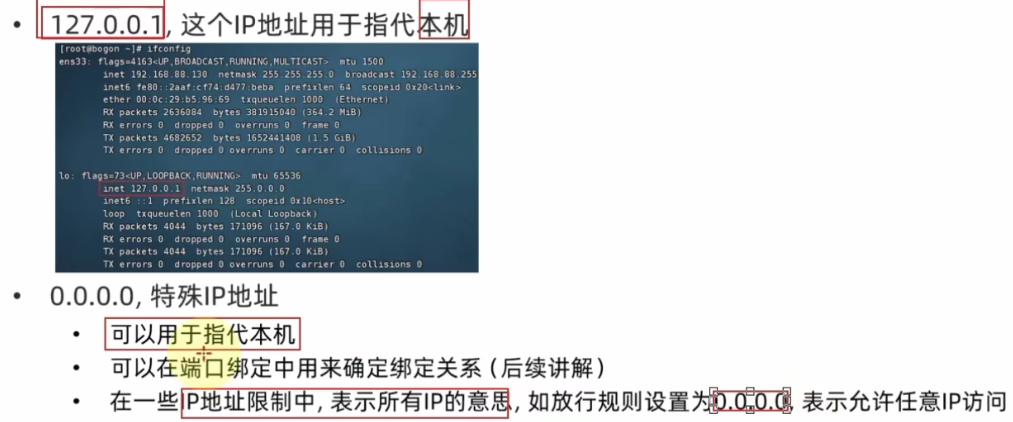 • 127.0.0.1, 这个IP地址用于指代本机
[root@bogon ~]# ifconfig
ens33: flags=4163<UP,BROADCAST,RUNNING,MULTICAST>  mtu 1500
inet 192.168.88.130  netmask 255.255.255.0  broadcast 192.168.88.255
inet6 fe80::2aaf:cf74:d477:beba  prefixlen 64  scopeid 0x20<link>
ether 00:0c:29:b5:96:69  txqueuelen 1000  (Ethernet)
RX packets 2636084  bytes 381915040 (364.2 MiB)
RX errors 0  dropped 0  overruns 0  frame 0
TX packets 4682652  bytes 1652441408 (1.5 GiB)
TX errors 0  dropped 0 overruns 0  carrier 0  collisions 0
lo: flags=73<UP,LOOPBACK,RUNNING>  mtu 65536
inet 127.0.0.1  netmask 255.0.0.0
inet6 ::1  prefixlen 128  scopeid 0x10<host>
loop  txqueuelen 1000  (Local Loopback)
RX packets 4044  bytes 171096 (167.0 KiB)
RX errors 0  dropped 0  overruns 0  frame 0
TX packets 4044  bytes 171096 (167.0 KiB)
TX errors 0  dropped 0 overruns 0  carrier 0  collisions 0
• 0.0.0.0, 特殊IP地址
• 可以用于指代本机
• 可以在端口绑定中用来确定绑定关系（后续讲解）
• 在一些IP地址限制中, 表示所有IP的意思, 如放行规则设置为0.0.0.0, 表示允许任意IP访问